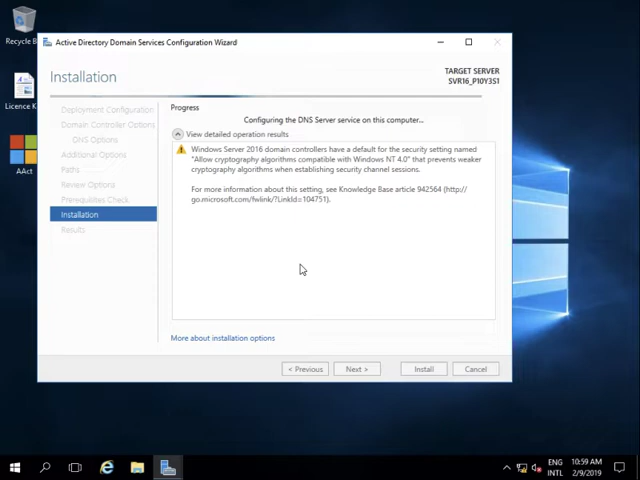 Recycle B
Licence K
AAct
Active Directory Domain Services Configuration Wizard
Installation
TARGET SERVER
SVR16_P10Y3S1
Deployment Configuration
Domain Controller Options
DNS Options
Additional Options
Paths
Review Options
Prerequisites Check
Installation
Results
Progress
Configuring the DNS Server service on this computer...
View detailed operation results
Windows Server 2016 domain controllers have a default for the security setting named
"Allow cryptography algorithms compatible with Windows NT 4.0" that prevents weaker
cryptography algorithms when establishing security channel sessions.
For more information about this setting, see Knowledge Base article 942564 (http://
go.microsoft.com/fwlink/?LinkId=104751).
More about installation options
< Previous
Next >
Install
Cancel
ENG
INTL
10:59 AM
2/9/2019